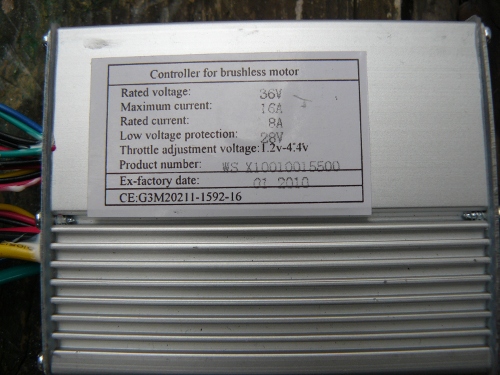 Controller for brushless motor
Rated voltage: 36V
Maximum current: 16A
Rated current: 8A
Low voltage protection: 28V
Throttle adjustment voltage:1.2v-4.4v
Product number: WS X10010015500
Ex-factory date: 01 2010
CE:G3M20211-1592-16